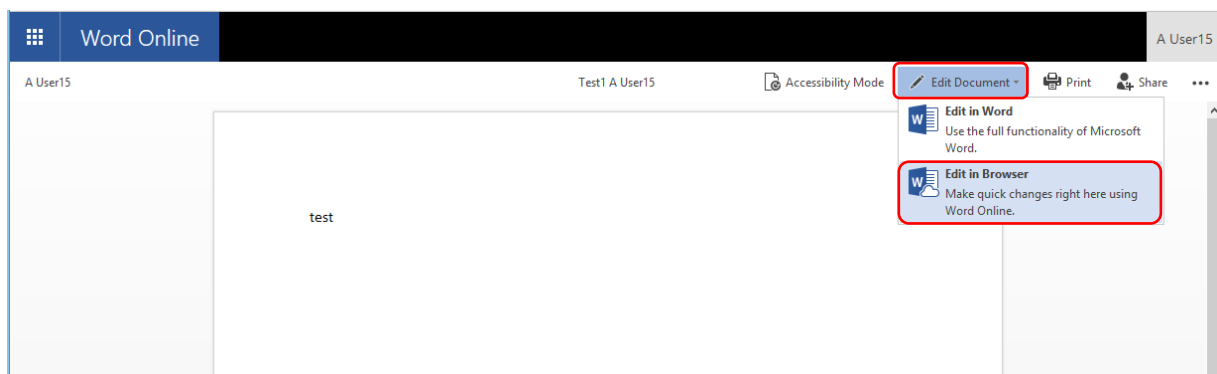 Word Online
A User15
A User15
Test1 A User15
Accessibility Mode
Edit Document
Print
Share
Edit in Word
Use the full functionality of Microsoft
Word.
Edit in Browser
Make quick changes right here using
Word Online.
test